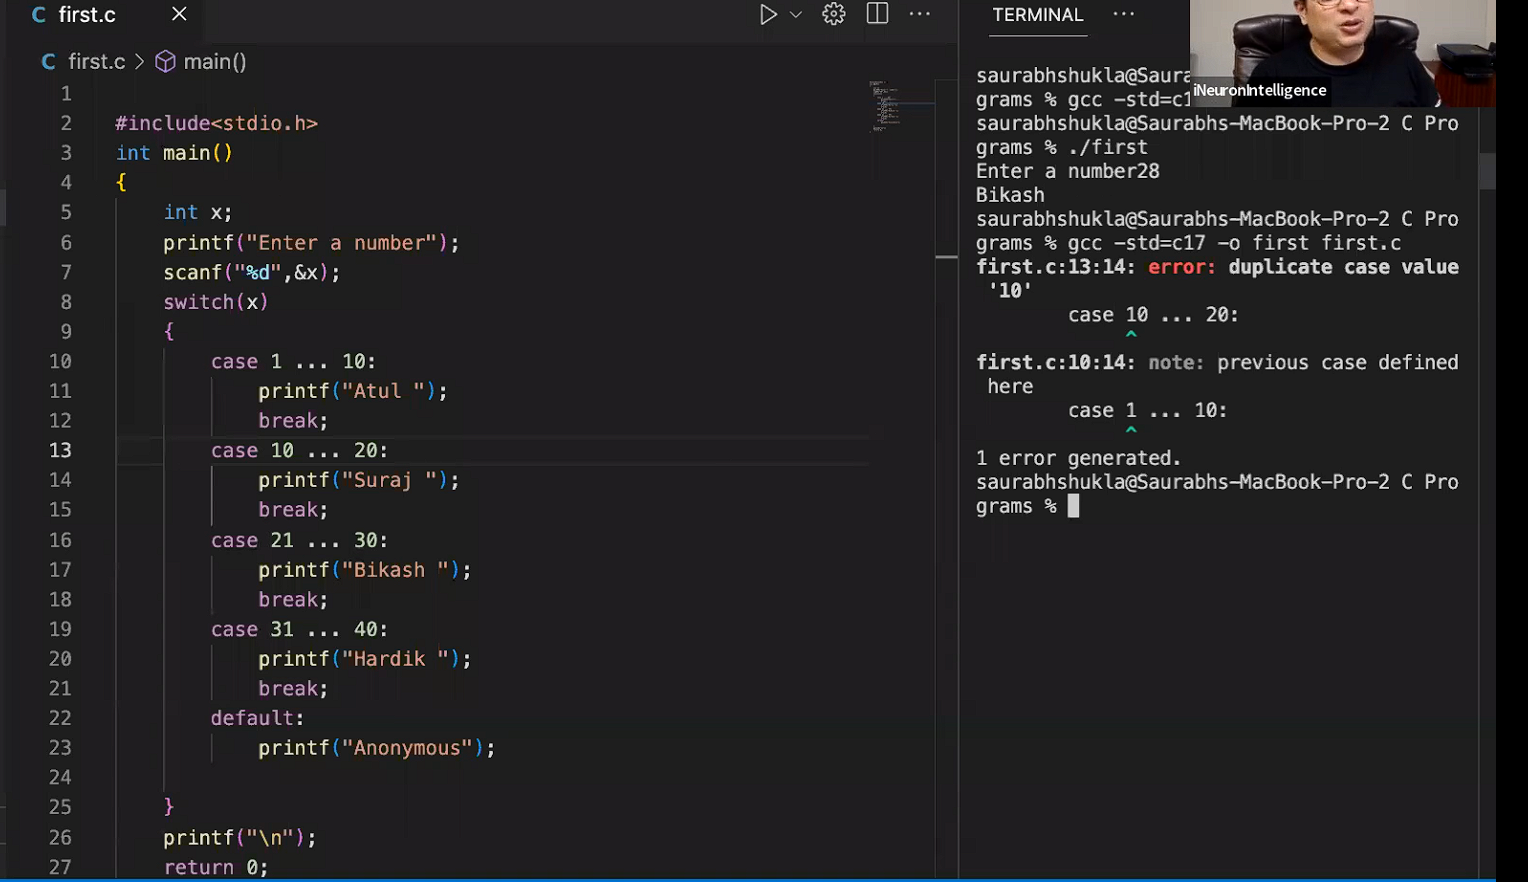 first.c
first.c > main()
1
2 #include<stdio.h>
3 int main()
4 {
5 int x;
6 printf("Enter a number");
7 scanf("%d",&x);
8 switch(x)
9 {
10 case 1 ... 10:
11 printf("Atul ");
12 break;
13 case 10 ... 20:
14 printf("Suraj ");
15 break;
16 case 21 ... 30:
17 printf("Bikash ");
18 break;
19 case 31 ... 40:
20 printf("Hardik ");
21 break;
22 default:
23 printf("Anonymous");
24
25 }
26 printf("\n");
27 return 0;
TERMINAL
iNeuronIntelligence
saurabhshukla@Saura
grams % gcc -std=c1
saurabhshukla@Saurabhs-MacBook-Pro-2 C Pro
grams % ./first
Enter a number28
Bikash
saurabhshukla@Saurabhs-MacBook-Pro-2 C Pro
grams % gcc -std=c17 -o first first.c
first.c:13:14: error: duplicate case value
'10'
case 10 ... 20:
^
first.c:10:14: note: previous case defined
here
case 1 ... 10:
^
1 error generated.
saurabhshukla@Saurabhs-MacBook-Pro-2 C Pro
grams %